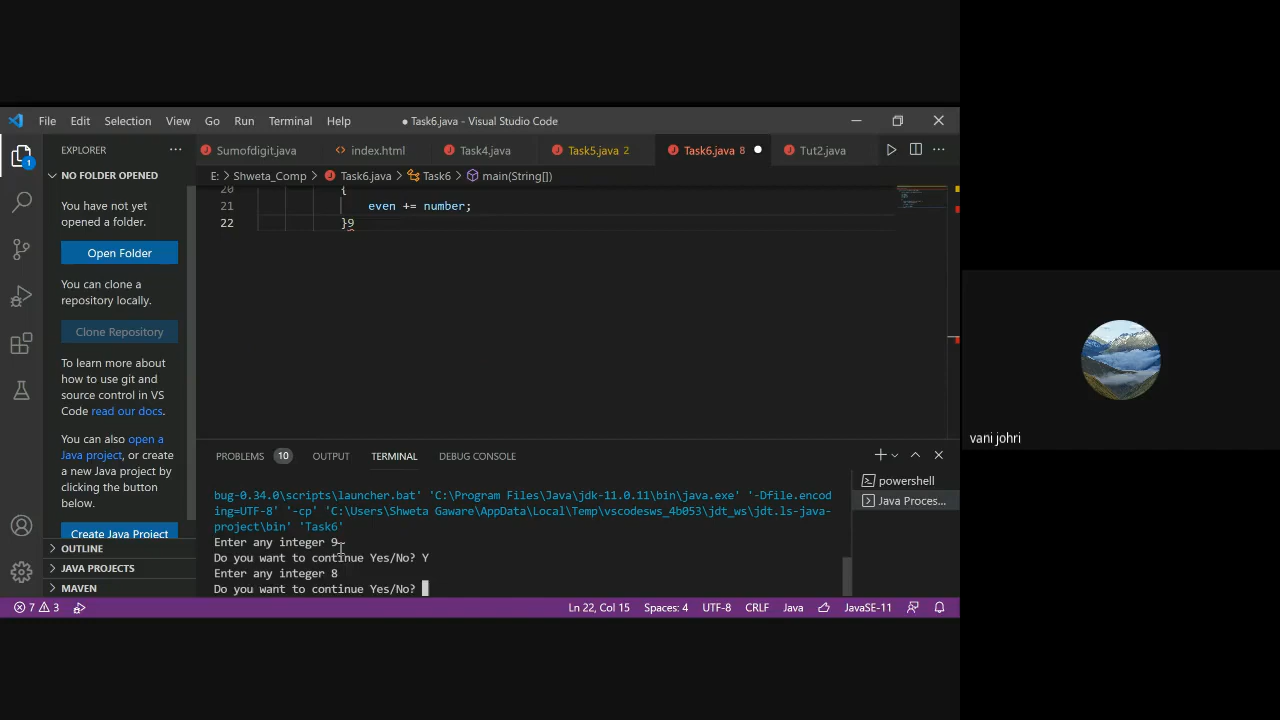 File Edit Selection View Go Run Terminal Help
● Task6.java - Visual Studio Code
EXPLORER
Sumofdigit.java
index.html
Task4.java
Task5.java 2
Task6.java 8
Tut2.java
NO FOLDER OPENED
E: > Shweta_Comp > Task6.java > Task6 > main(String[])
You have not yet
opened a folder.
Open Folder
You can clone a
repository locally.
Clone Repository
To learn more about
how to use git and
source control in VS
Code read our docs.
You can also open a
Java project, or create
a new Java project by
clicking the button
below.
Create Java Project
OUTLINE
JAVA PROJECTS
MAVEN
20 {
21 even += number;
22 }9
PROBLEMS 10 OUTPUT TERMINAL DEBUG CONSOLE
powershell
Java Proces...
bug-0.34.0\scripts\launcher.bat' 'C:\Program Files\Java\jdk-11.0.11\bin\java.exe' '-Dfile.encod
ing=UTF-8' '-cp' 'C:\Users\Shweta Gaware\AppData\Local\Temp\vscodesws_4b053\jdt_ws\jdt.ls-java-
project\bin' 'Task6'
Enter any integer 9
Do you want to continue Yes/No? Y
Enter any integer 8
Do you want to continue Yes/No?
7 3
Ln 22, Col 15 Spaces: 4 UTF-8 CRLF Java JavaSE-11
1
vani johri